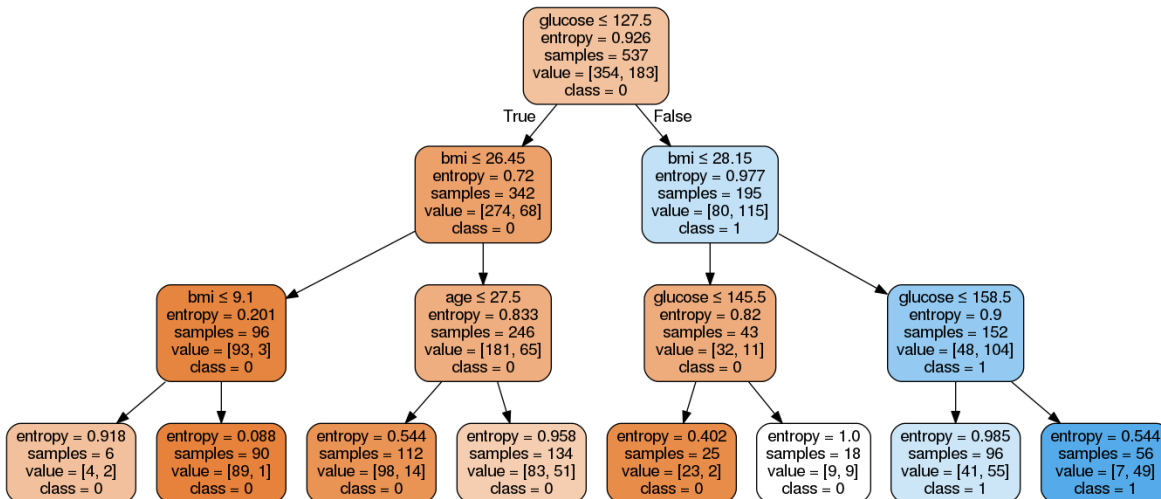 glucose ≤ 127.5
entropy = 0.926
samples = 537
value = [354, 183]
class = 0
True
False
bmi ≤ 26.45
entropy = 0.72
samples = 342
value = [274, 68]
class = 0
bmi ≤ 28.15
entropy = 0.977
samples = 195
value = [80, 115]
class = 1
bmi ≤ 9.1
entropy = 0.201
samples = 96
value = [93, 3]
class = 0
age ≤ 27.5
entropy = 0.833
samples = 246
value = [181, 65]
class = 0
glucose ≤ 145.5
entropy = 0.82
samples = 43
value = [32, 11]
class = 0
glucose ≤ 158.5
entropy = 0.9
samples = 152
value = [48, 104]
class = 1
entropy = 0.918
samples = 6
value = [4, 2]
class = 0
entropy = 0.088
samples = 90
value = [89, 1]
class = 0
entropy = 0.544
samples = 112
value = [98, 14]
class = 0
entropy = 0.958
samples = 134
value = [83, 51]
class = 0
entropy = 0.402
samples = 25
value = [23, 2]
class = 0
entropy = 1.0
samples = 18
value = [9, 9]
class = 0
entropy = 0.985
samples = 96
value = [41, 55]
class = 1
entropy = 0.544
samples = 56
value = [7, 49]
class = 1